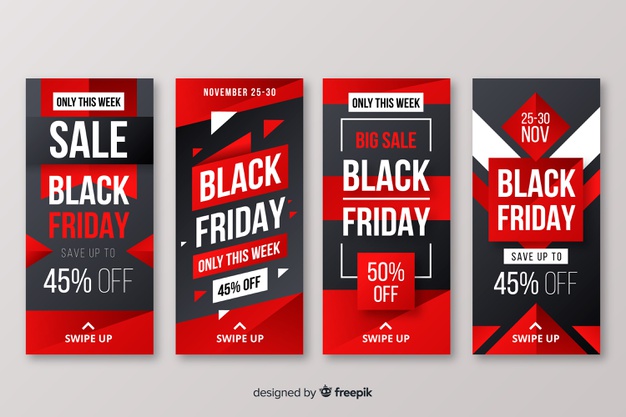 ONLY THIS WEEK
SALE
BLACK
FRIDAY
SAVE UP TO
45% OFF
SWIPE UP
NOVEMBER 25-30
BLACK
FRIDAY
ONLY THIS WEEK
45% OFF
SWIPE UP
ONLY THIS WEEK
BIG SALE
BLACK
FRIDAY
50%
OFF
SWIPE UP
25-30
NOV
BLACK
FRIDAY
SAVE UP TO
45% OFF
SWIPE UP
designed by freepik